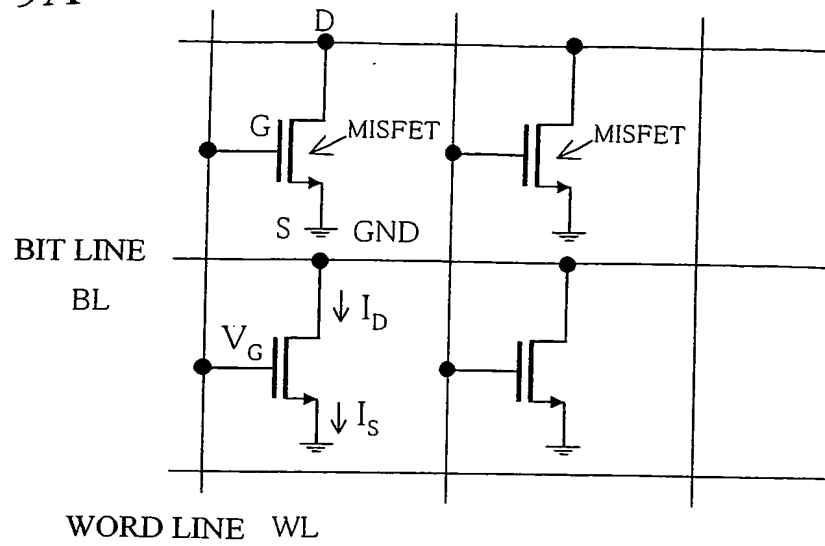 9A
D
G MISFET MISFET
S GND
BIT LINE
BL I_D
V_G
I_S
WORD LINE WL